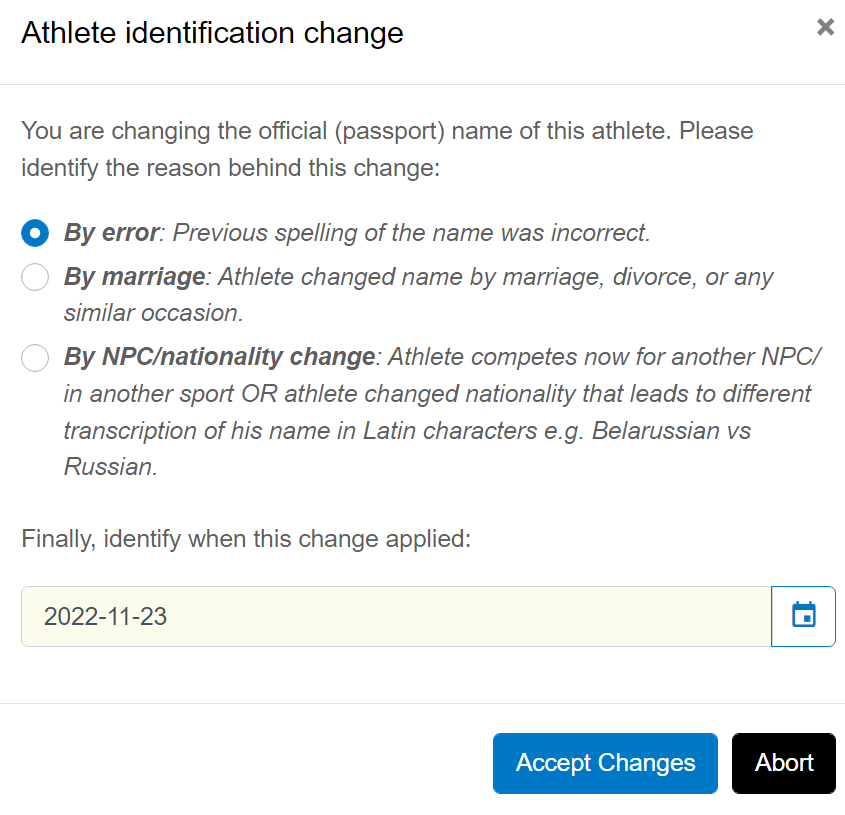 Athlete identification change
You are changing the official (passport) name of this athlete. Please
identify the reason behind this change:
By error: Previous spelling of the name was incorrect.
By marriage: Athlete changed name by marriage, divorce, or any
similar occasion.
By NPC/nationality change: Athlete competes now for another NPC/
in another sport OR athlete changed nationality that leads to different
transcription of his name in Latin characters e.g. Belarussian vs
Russian.
Finally, identify when this change applied:
2022-11-23
Accept Changes Abort